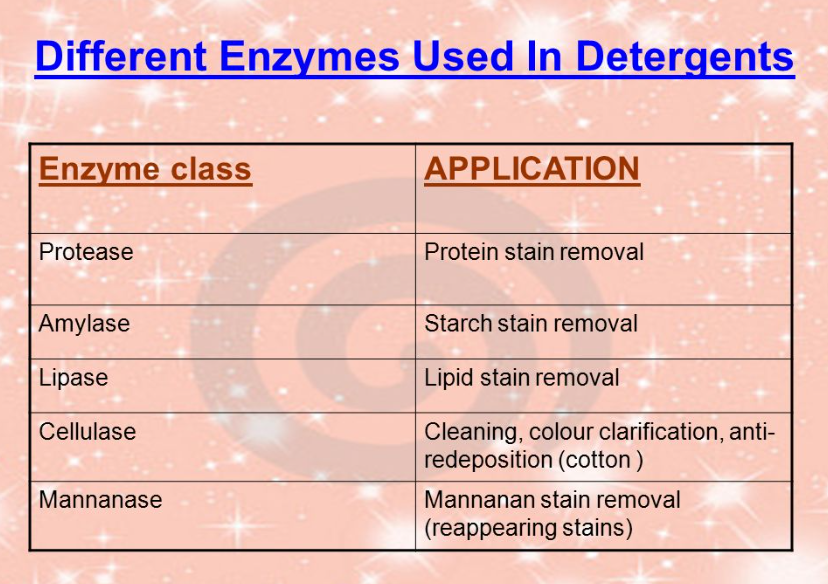 Different Enzymes Used In Detergents
Enzyme class
APPLICATION
Protease
Protein stain removal
Amylase
Starch stain removal
Lipase
Lipid stain removal
Cellulase
Cleaning, colour clarification, anti-
redeposition (cotton )
Mannanase
Mannanan stain removal
(reappearing stains)